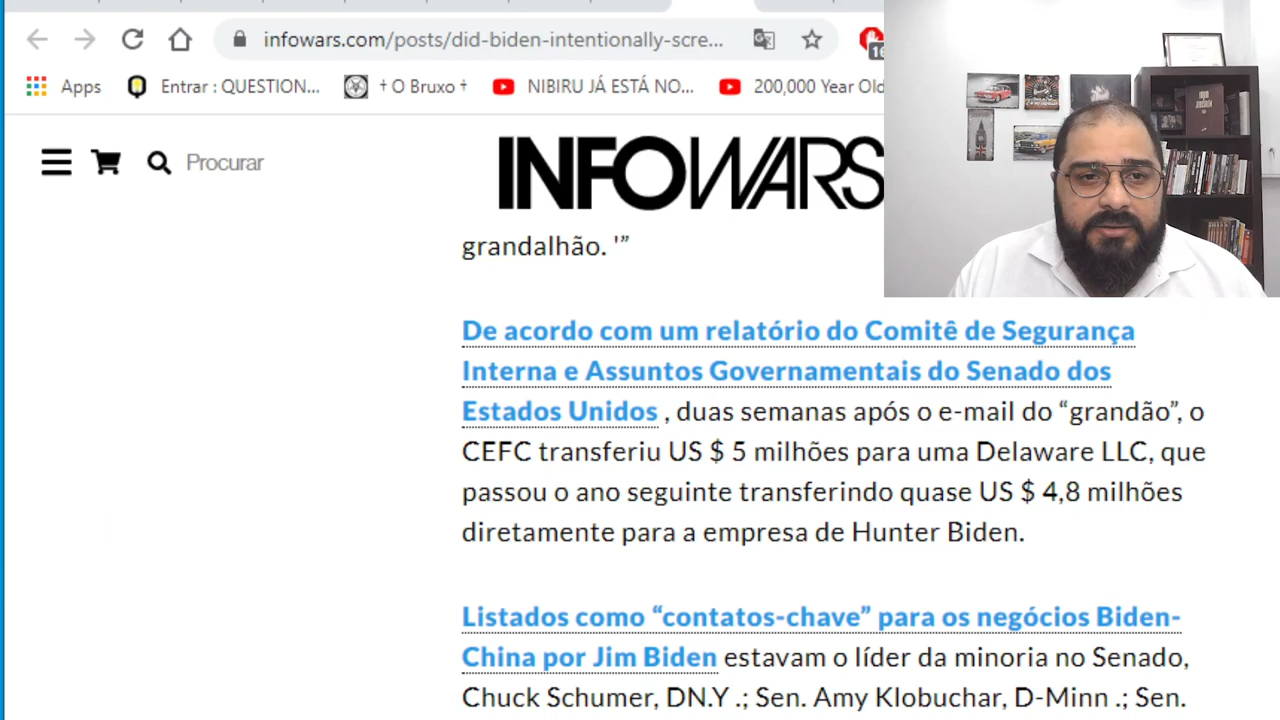 infowars.com/posts/did-biden-intentionally-scre...
Apps Entrar : QUESTION... † O Bruxo † NIBIRU JÁ ESTÁ NO... 200,000 Year Old
Procurar
INFOWARS
grandalhão. '”
De acordo com um relatório do Comitê de Segurança
Interna e Assuntos Governamentais do Senado dos
Estados Unidos , duas semanas após o e-mail do “grandão”, o
CEFC transferiu US $ 5 milhões para uma Delaware LLC, que
passou o ano seguinte transferindo quase US $ 4,8 milhões
diretamente para a empresa de Hunter Biden.
Listados como “contatos-chave” para os negócios Biden-
China por Jim Biden estavam o líder da minoria no Senado,
Chuck Schumer, DN.Y .; Sen. Amy Klobuchar, D-Minn .; Sen.